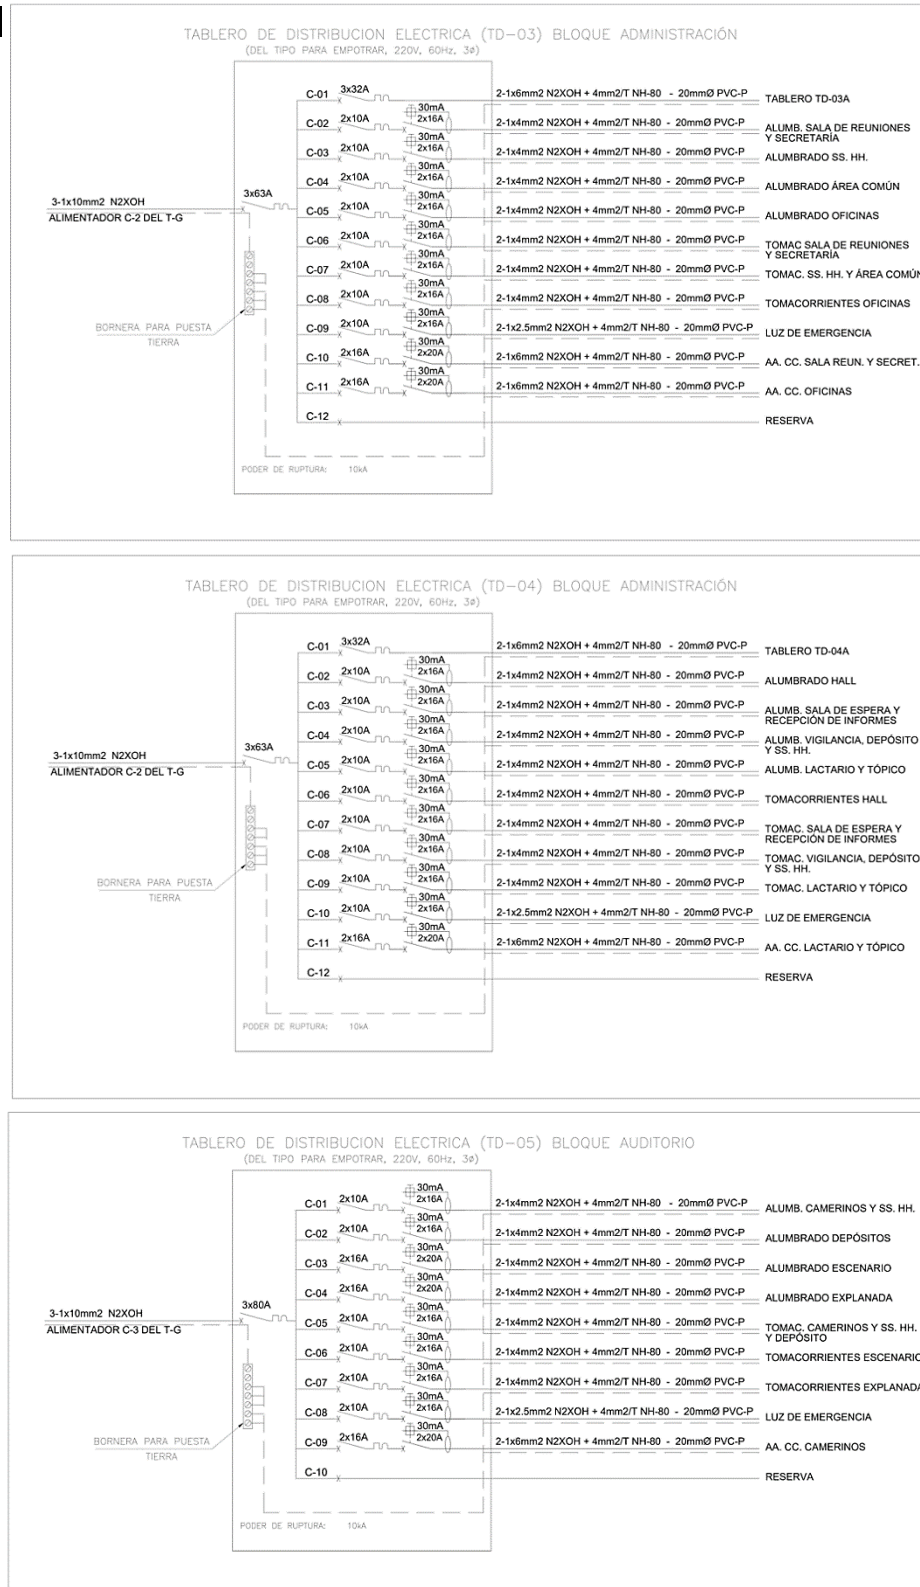 TABLERO DE DISTRIBUCION ELECTRICA (TD-03) BLOQUE ADMINISTRACIÓN
(DEL TIPO PARA EMPOTRAR, 220V, 60Hz, 3ø)
C-01 3x32A 2-1x6mm2 N2XOH + 4mm2/T NH-80 - 20mmØ PVC-P TABLERO TD-03A
C-02 2x10A 30mA 2x16A 2-1x4mm2 N2XOH + 4mm2/T NH-80 - 20mmØ PVC-P ALUMB. SALA DE REUNIONES
Y SECRETARÍA
C-03 2x10A 30mA 2x16A 2-1x4mm2 N2XOH + 4mm2/T NH-80 - 20mmØ PVC-P ALUMBRADO SS. HH.
C-04 2x10A 30mA 2x16A 2-1x4mm2 N2XOH + 4mm2/T NH-80 - 20mmØ PVC-P ALUMBRADO ÁREA COMÚN
3-1x10mm2 N2XOH 3x63A
ALIMENTADOR C-2 DEL T-G
C-05 2x10A 30mA 2x16A 2-1x4mm2 N2XOH + 4mm2/T NH-80 - 20mmØ PVC-P ALUMBRADO OFICINAS
C-06 2x10A 30mA 2x16A 2-1x4mm2 N2XOH + 4mm2/T NH-80 - 20mmØ PVC-P TOMAC SALA DE REUNIONES
Y SECRETARÍA
C-07 2x10A 30mA 2x16A 2-1x4mm2 N2XOH + 4mm2/T NH-80 - 20mmØ PVC-P TOMAC. SS. HH. Y ÁREA COMÚN
C-08 2x10A 30mA 2x16A 2-1x4mm2 N2XOH + 4mm2/T NH-80 - 20mmØ PVC-P TOMACORRIENTES OFICINAS
BORNERA PARA PUESTA
TIERRA
C-09 2x10A 30mA 2x16A 2-1x2.5mm2 N2XOH + 4mm2/T NH-80 - 20mmØ PVC-P LUZ DE EMERGENCIA
C-10 2x16A 30mA 2x20A 2-1x6mm2 N2XOH + 4mm2/T NH-80 - 20mmØ PVC-P AA. CC. SALA REUN. Y SECRET.
C-11 2x16A 30mA 2x20A 2-1x6mm2 N2XOH + 4mm2/T NH-80 - 20mmØ PVC-P AA. CC. OFICINAS
C-12 RESERVA
PODER DE RUPTURA: 10kA
TABLERO DE DISTRIBUCION ELECTRICA (TD-04) BLOQUE ADMINISTRACIÓN
(DEL TIPO PARA EMPOTRAR, 220V, 60Hz, 3ø)
C-01 3x32A 2-1x6mm2 N2XOH + 4mm2/T NH-80 - 20mmØ PVC-P TABLERO TD-04A
C-02 2x10A 30mA 2x16A 2-1x4mm2 N2XOH + 4mm2/T NH-80 - 20mmØ PVC-P ALUMBRADO HALL
C-03 2x10A 30mA 2x16A 2-1x4mm2 N2XOH + 4mm2/T NH-80 - 20mmØ PVC-P ALUMB. SALA DE ESPERA Y
RECEPCIÓN DE INFORMES
C-04 2x10A 30mA 2x16A 2-1x4mm2 N2XOH + 4mm2/T NH-80 - 20mmØ PVC-P ALUMB. VIGILANCIA, DEPÓSITO
Y SS. HH.
3-1x10mm2 N2XOH 3x63A
ALIMENTADOR C-2 DEL T-G
C-05 2x10A 30mA 2x16A 2-1x4mm2 N2XOH + 4mm2/T NH-80 - 20mmØ PVC-P ALUMB. LACTARIO Y TÓPICO
C-06 2x10A 30mA 2x16A 2-1x4mm2 N2XOH + 4mm2/T NH-80 - 20mmØ PVC-P TOMACORRIENTES HALL
C-07 2x10A 30mA 2x16A 2-1x4mm2 N2XOH + 4mm2/T NH-80 - 20mmØ PVC-P TOMAC. SALA DE ESPERA Y
RECEPCIÓN DE INFORMES
C-08 2x10A 30mA 2x16A 2-1x4mm2 N2XOH + 4mm2/T NH-80 - 20mmØ PVC-P TOMAC. VIGILANCIA, DEPÓSITO
Y SS. HH.
BORNERA PARA PUESTA
TIERRA
C-09 2x10A 30mA 2x16A 2-1x4mm2 N2XOH + 4mm2/T NH-80 - 20mmØ PVC-P TOMAC. LACTARIO Y TÓPICO
C-10 2x10A 30mA 2x16A 2-1x2.5mm2 N2XOH + 4mm2/T NH-80 - 20mmØ PVC-P LUZ DE EMERGENCIA
C-11 2x16A 30mA 2x20A 2-1x6mm2 N2XOH + 4mm2/T NH-80 - 20mmØ PVC-P AA. CC. LACTARIO Y TÓPICO
C-12 RESERVA
PODER DE RUPTURA: 10kA
TABLERO DE DISTRIBUCION ELECTRICA (TD-05) BLOQUE AUDITORIO
(DEL TIPO PARA EMPOTRAR, 220V, 60Hz, 3ø)
C-01 2x10A 30mA 2x16A 2-1x4mm2 N2XOH + 4mm2/T NH-80 - 20mmØ PVC-P ALUMB. CAMERINOS Y SS. HH.
C-02 2x10A 30mA 2x16A 2-1x4mm2 N2XOH + 4mm2/T NH-80 - 20mmØ PVC-P ALUMBRADO DEPÓSITOS
C-03 2x16A 30mA 2x20A 2-1x4mm2 N2XOH + 4mm2/T NH-80 - 20mmØ PVC-P ALUMBRADO ESCENARIO
C-04 2x16A 30mA 2x20A 2-1x4mm2 N2XOH + 4mm2/T NH-80 - 20mmØ PVC-P ALUMBRADO EXPLANADA
3-1x10mm2 N2XOH 3x80A
ALIMENTADOR C-3 DEL T-G
C-05 2x10A 30mA 2x16A 2-1x4mm2 N2XOH + 4mm2/T NH-80 - 20mmØ PVC-P TOMAC. CAMERINOS Y SS. HH.
Y DEPÓSITO
C-06 2x10A 30mA 2x16A 2-1x4mm2 N2XOH + 4mm2/T NH-80 - 20mmØ PVC-P TOMACORRIENTES ESCENARIO
C-07 2x10A 30mA 2x16A 2-1x4mm2 N2XOH + 4mm2/T NH-80 - 20mmØ PVC-P TOMACORRIENTES EXPLANADA
C-08 2x10A 30mA 2x16A 2-1x2.5mm2 N2XOH + 4mm2/T NH-80 - 20mmØ PVC-P LUZ DE EMERGENCIA
BORNERA PARA PUESTA
TIERRA
C-09 2x16A 30mA 2x20A 2-1x6mm2 N2XOH + 4mm2/T NH-80 - 20mmØ PVC-P AA. CC. CAMERINOS
C-10 RESERVA
PODER DE RUPTURA: 10kA